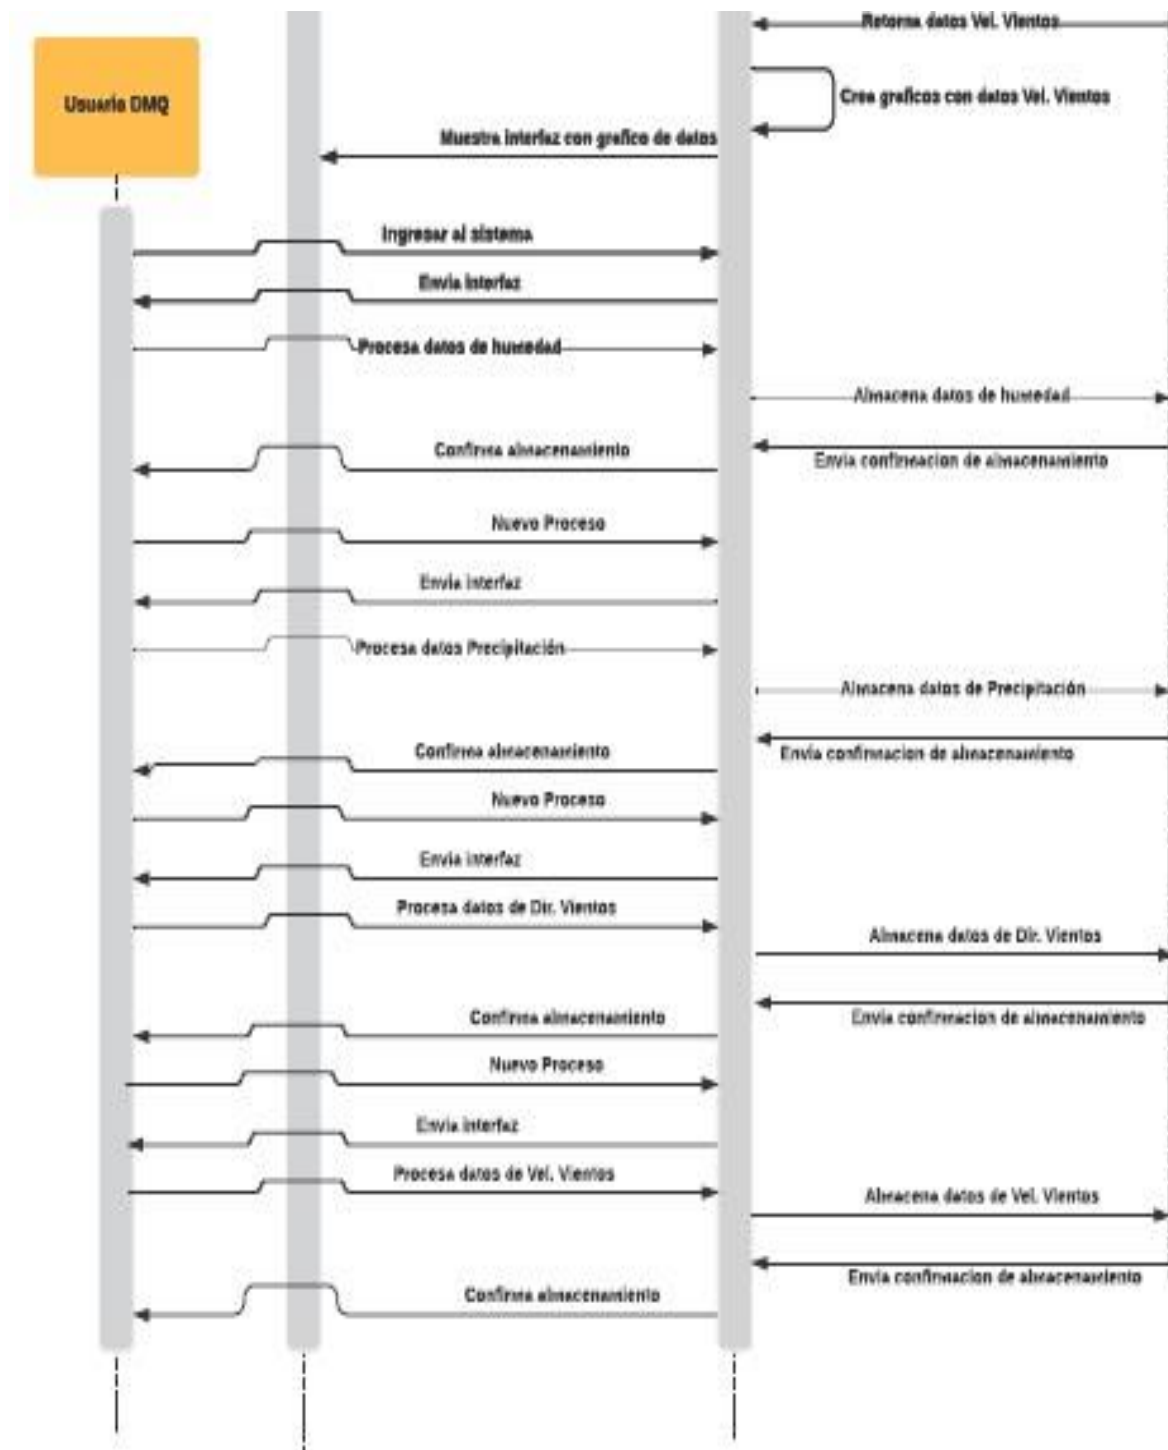 Retorna datos Vel. Vientos
Usuario DMQ
Crea graficos con datos Vel. Vientos
Muestra interfaz con grafico de datos
Ingresar al sistema
Envia interfaz
Procesa datos de humedad
Almacena datos de humedad
Confirma almacenamiento
Envia confirmacion de almacenamiento
Nuevo Proceso
Envia interfaz
Procesa datos Precipitación
Almacena datos de Precipitación
Confirma almacenamiento
Envia confirmacion de almacenamiento
Nuevo Proceso
Envia interfaz
Procesa datos de Dir. Vientos
Almacena datos de Dir. Vientos
Confirma almacenamiento
Envia confirmacion de almacenamiento
Nuevo Proceso
Envia interfaz
Procesa datos de Vel. Vientos
Almacena datos de Vel. Vientos
Envia confirmacion de almacenamiento
Confirma almacenamiento